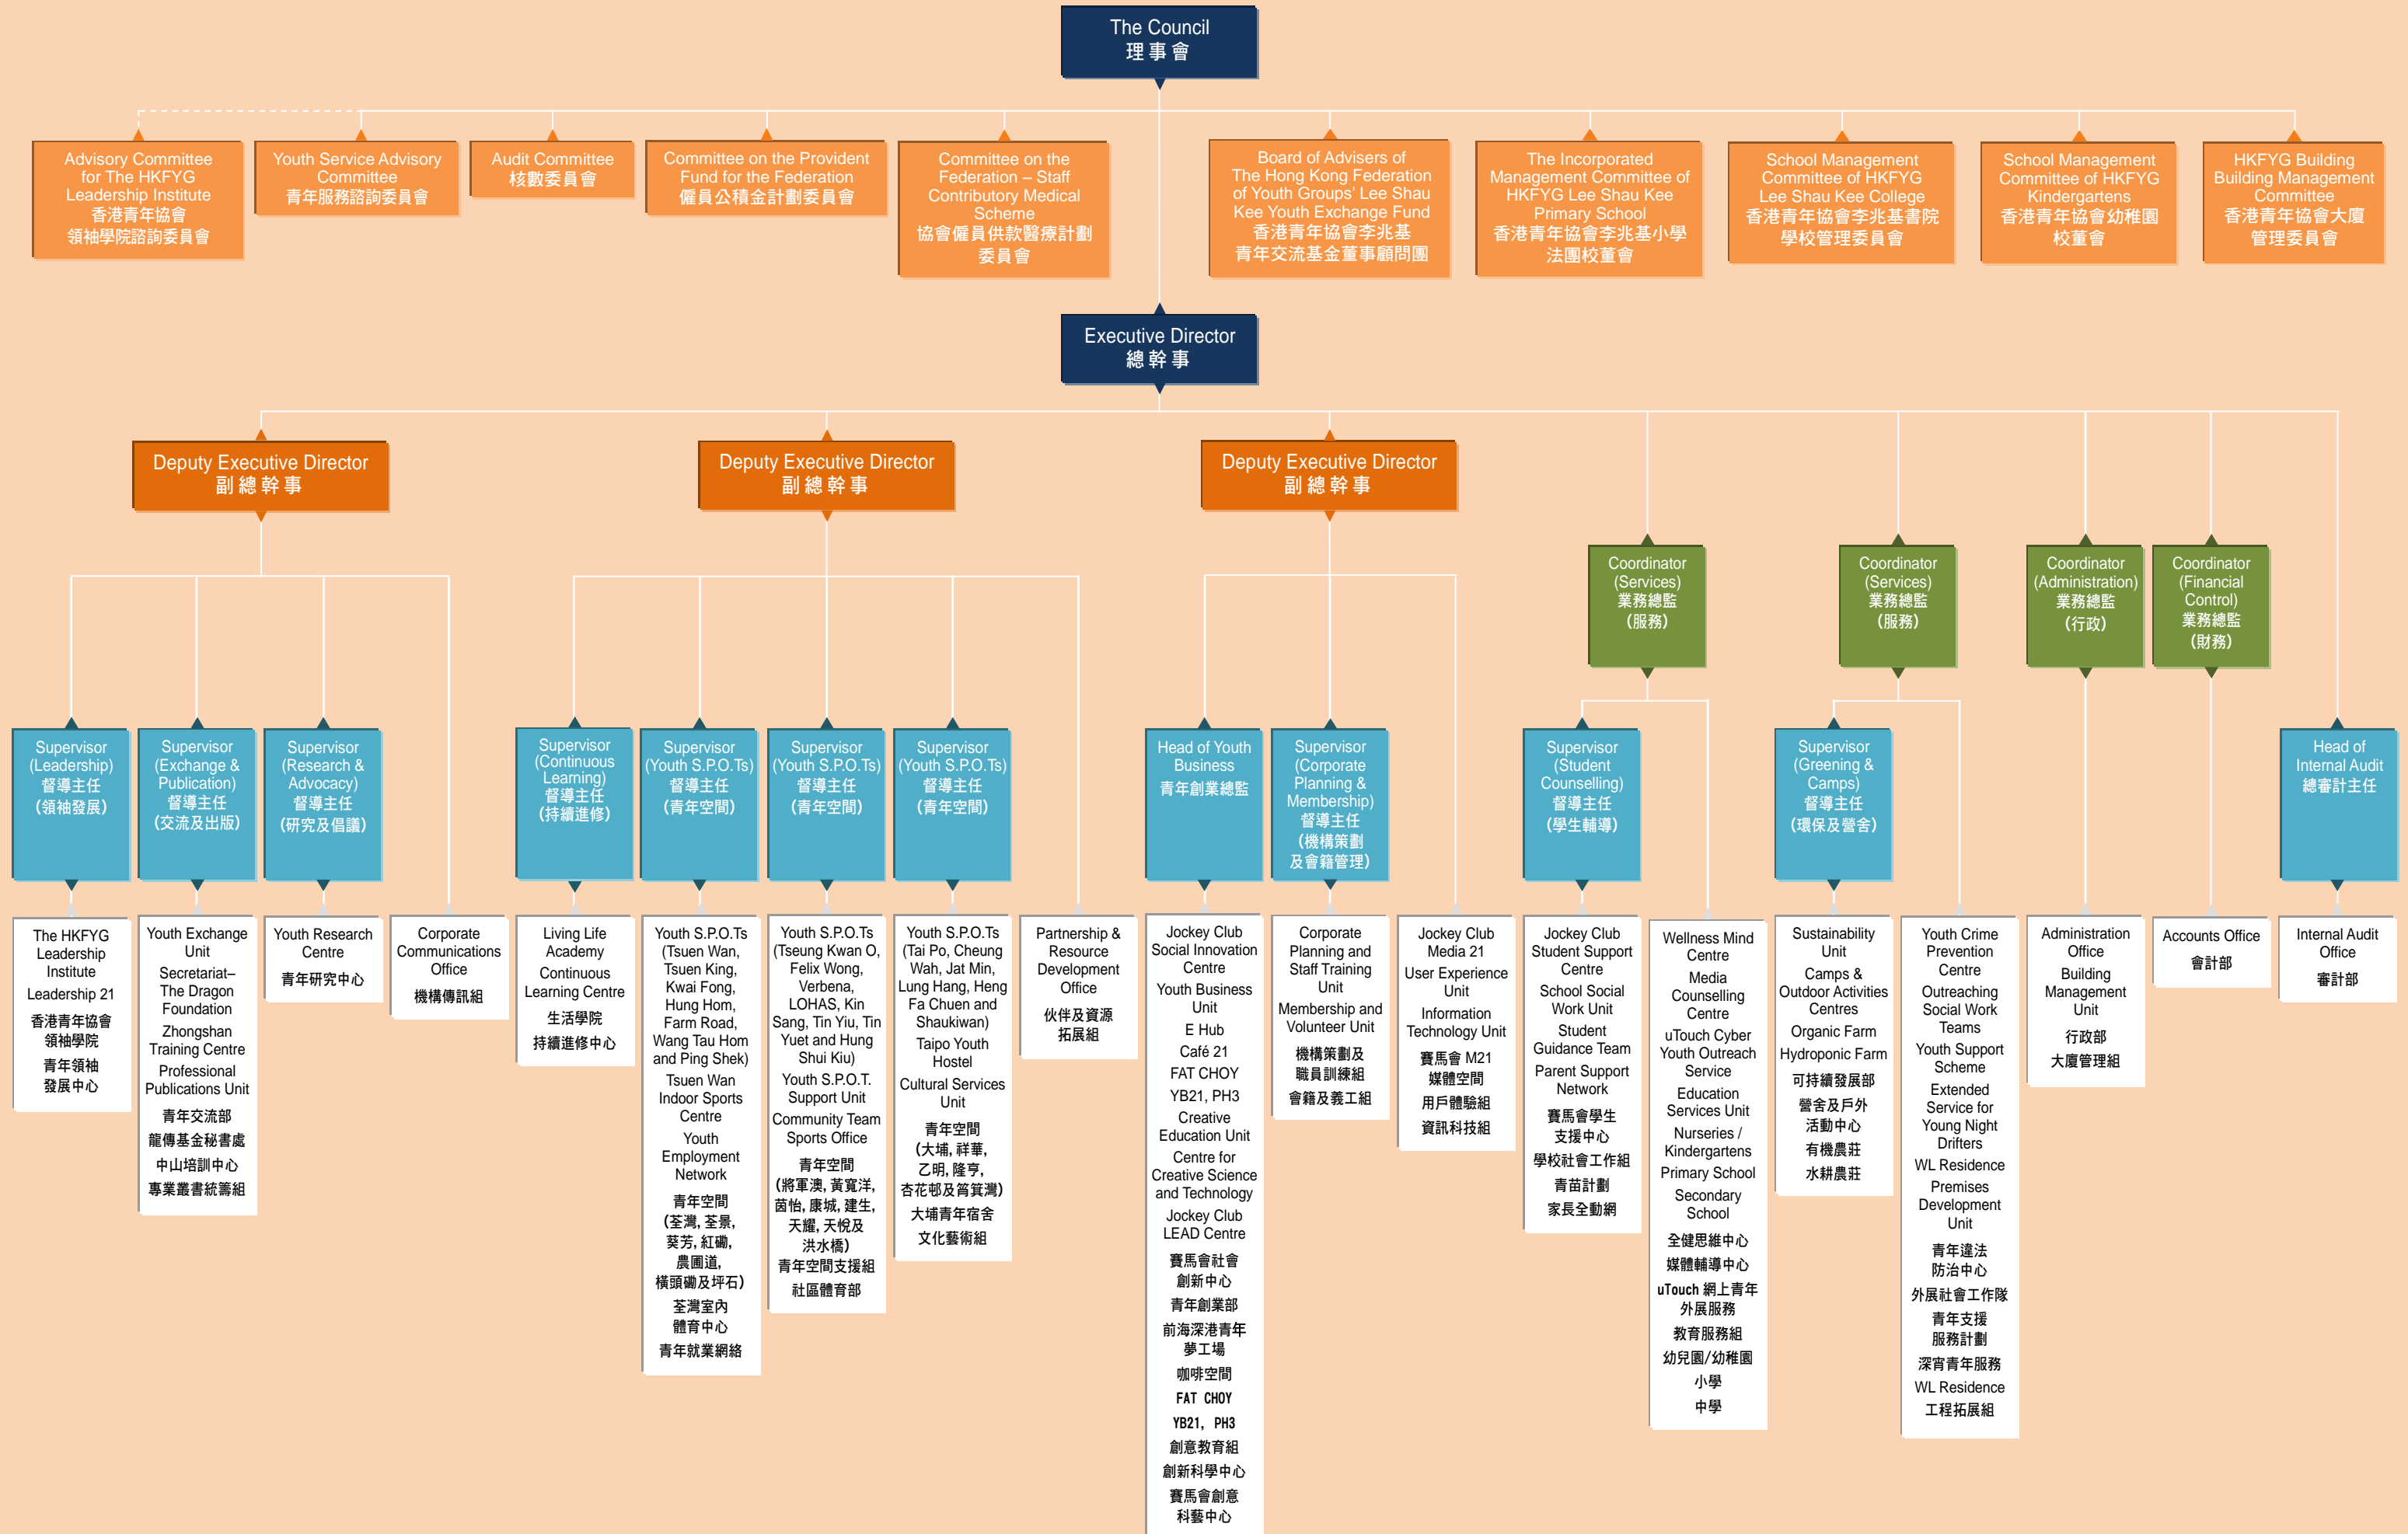 The Council
理事會
Advisory Committee
for The HKFYG
Leadership Institute
香港青年協會
領袖學院諮詢委員會
Youth Service Advisory
Committee
青年服務諮詢委員會
Audit Committee
核數委員會
Committee on the Provident
Fund for the Federation
僱員公積金計劃委員會
Committee on the
Federation – Staff
Contributory Medical
Scheme
協會僱員供款醫療計劃
委員會
Board of Advisers of
The Hong Kong Federation
of Youth Groups' Lee Shau
Kee Youth Exchange Fund
香港青年協會李兆基
青年交流基金董事顧問團
The Incorporated
Management Committee of
HKFYG Lee Shau Kee
Primary School
香港青年協會李兆基小學
法團校董會
School Management
Committee of HKFYG
Lee Shau Kee College
香港青年協會李兆基書院
學校管理委員會
School Management
Committee of HKFYG
Kindergartens
香港青年協會幼稚園
校董會
HKFYG Building
Building Management
Committee
香港青年協會大廈
管理委員會
Executive Director
總幹事
Deputy Executive Director
副總幹事
Deputy Executive Director
副總幹事
Deputy Executive Director
副總幹事
Coordinator
(Services)
業務總監
(服務)
Coordinator
(Services)
業務總監
(服務)
Coordinator
(Administration)
業務總監
(行政)
Coordinator
(Financial
Control)
業務總監
(財務)
Supervisor
(Leadership)
督導主任
(領袖發展)
Supervisor
(Exchange &
Publication)
督導主任
(交流及出版)
Supervisor
(Research &
Advocacy)
督導主任
(研究及倡議)
Supervisor
(Continuous
Learning)
督導主任
(持續進修)
Supervisor
(Youth S.P.O.Ts)
督導主任
(青年空間)
Supervisor
(Youth S.P.O.Ts)
督導主任
(青年空間)
Supervisor
(Youth S.P.O.Ts)
督導主任
(青年空間)
Head of Youth
Business
青年創業總監
Supervisor
(Corporate
Planning &
Membership)
督導主任
(機構策劃
及會籍管理)
Supervisor
(Student
Counselling)
督導主任
(學生輔導)
Supervisor
(Greening &
Camps)
督導主任
(環保及營舍)
Head of
Internal Audit
總審計主任
The HKFYG
Leadership
Institute
Leadership 21
香港青年協會
領袖學院
青年領袖
發展中心
Youth Exchange
Unit
Secretariat–
The Dragon
Foundation
Zhongshan
Training Centre
Professional
Publications Unit
青年交流部
龍傳基金秘書處
中山培訓中心
專業叢書統籌組
Youth Research
Centre
青年研究中心
Corporate
Communications
Office
機構傳訊組
Living Life
Academy
Continuous
Learning Centre
生活學院
持續進修中心
Youth S.P.O.Ts
(Tsuen Wan,
Tsuen King,
Kwai Fong,
Hung Hom,
Farm Road,
Wang Tau Hom
and Ping Shek)
Tsuen Wan
Indoor Sports
Centre
Youth
Employment
Network
青年空間
(荃灣, 荃景,
葵芳, 紅磡,
農圃道,
橫頭磡及坪石)
荃灣室內
體育中心
青年就業網絡
Youth S.P.O.Ts
(Tseung Kwan O,
Felix Wong,
Verbena,
LOHAS, Kin
Sang, Tin Yiu, Tin
Yuet and Hung
Shui Kiu)
Youth S.P.O.T.
Support Unit
Community Team
Sports Office
青年空間
(將軍澳, 黃寬洋,
茵怡, 康城, 建生,
天耀, 天悅及
洪水橋)
青年空間支援組
社區體育部
Youth S.P.O.Ts
(Tai Po, Cheung
Wah, Jat Min,
Lung Hang, Heng
Fa Chuen and
Shaukiwan)
Taipo Youth
Hostel
Cultural Services
Unit
青年空間
(大埔, 祥華,
乙明, 隆亨,
杏花邨及筲箕灣)
大埔青年宿舍
文化藝術組
Partnership &
Resource
Development
Office
伙伴及資源
拓展組
Jockey Club
Social Innovation
Centre
Youth Business
Unit
E Hub
Café 21
FAT CHOY
YB21, PH3
Creative
Education Unit
Centre for
Creative Science
and Technology
Jockey Club
LEAD Centre
賽馬會社會
創新中心
青年創業部
前海深港青年
夢工場
咖啡空間
FAT CHOY
YB21, PH3
創意教育組
創新科學中心
賽馬會創意
科藝中心
Corporate
Planning and
Staff Training
Unit
Membership and
Volunteer Unit
機構策劃及
職員訓練組
會籍及義工組
Jockey Club
Media 21
User Experience
Unit
Information
Technology Unit
賽馬會 M21
媒體空間
用戶體驗組
資訊科技組
Jockey Club
Student Support
Centre
School Social
Work Unit
Student
Guidance Team
Parent Support
Network
賽馬會學生
支援中心
學校社會工作組
青苗計劃
家長全動網
Wellness Mind
Centre
Media
Counselling
Centre
uTouch Cyber
Youth Outreach
Service
Education
Services Unit
Nurseries /
Kindergartens
Primary School
Secondary
School
全健思維中心
媒體輔導中心
uTouch 網上青年
外展服務
教育服務組
幼兒園/幼稚園
小學
中學
Sustainability
Unit
Camps &
Outdoor Activities
Centres
Organic Farm
Hydroponic Farm
可持續發展部
營舍及戶外
活動中心
有機農莊
水耕農莊
Youth Crime
Prevention
Centre
Outreaching
Social Work
Teams
Youth Support
Scheme
Extended
Service for
Young Night
Drifters
WL Residence
Premises
Development
Unit
青年違法
防治中心
外展社會工作隊
青年支援
服務計劃
深宵青年服務
WL Residence
工程拓展組
Administration
Office
Building
Management
Unit
行政部
大廈管理組
Accounts Office
會計部
Internal Audit
Office
審計部